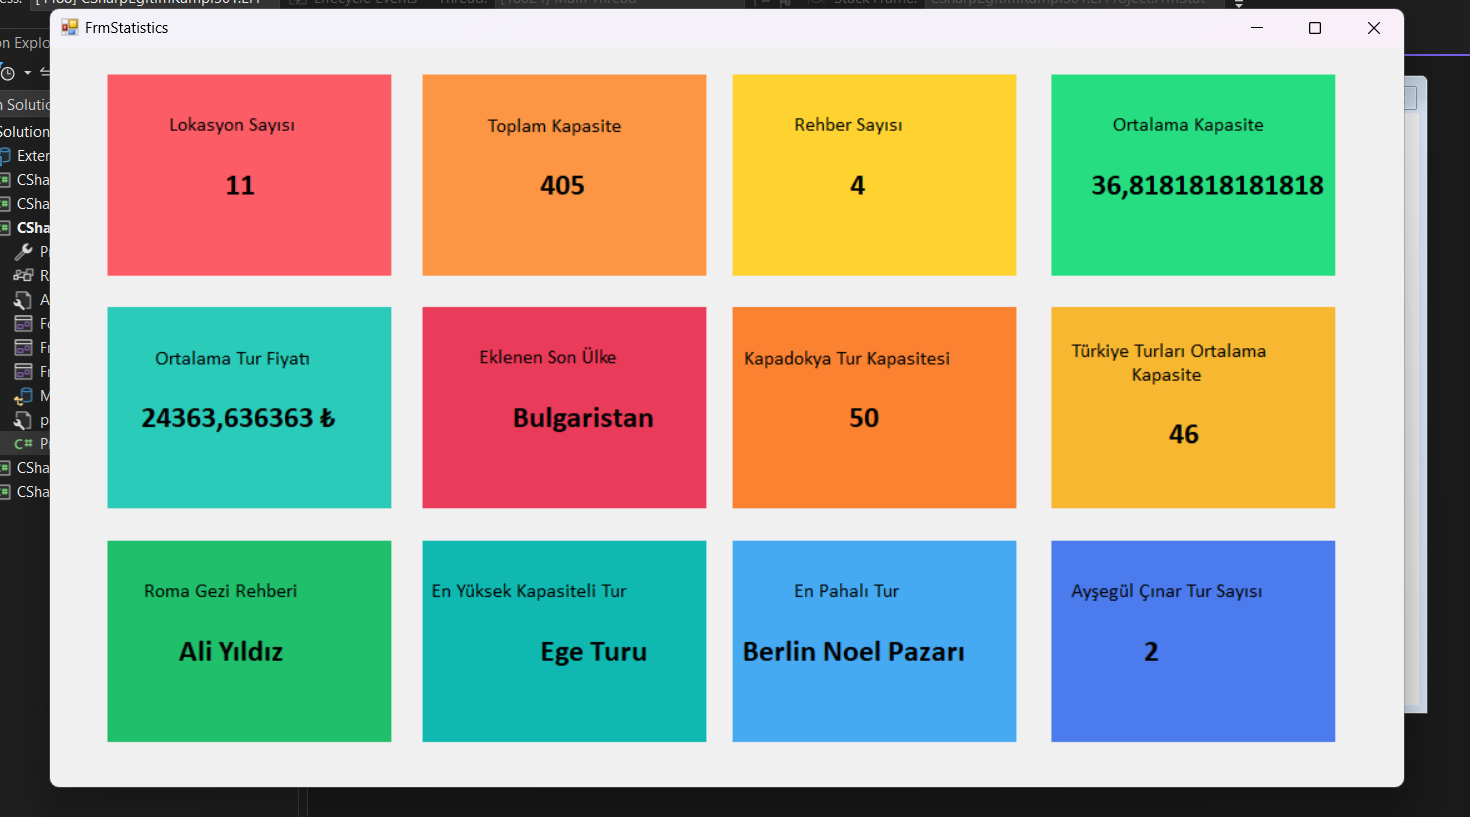 FrmStatistics
Lokasyon Sayısı
11
Toplam Kapasite
405
Rehber Sayısı
4
Ortalama Kapasite
36,8181818181818
Ortalama Tur Fiyatı
24363,636363 ₺
Eklenen Son Ülke
Bulgaristan
Kapadokya Tur Kapasitesi
50
Türkiye Turları Ortalama
Kapasite
46
Roma Gezi Rehberi
Ali Yıldız
En Yüksek Kapasiteli Tur
Ege Turu
En Pahalı Tur
Berlin Noel Pazarı
Ayşegül Çınar Tur Sayısı
2
Solution
Exter
CSha
CSha
CSha
CSha
CSha